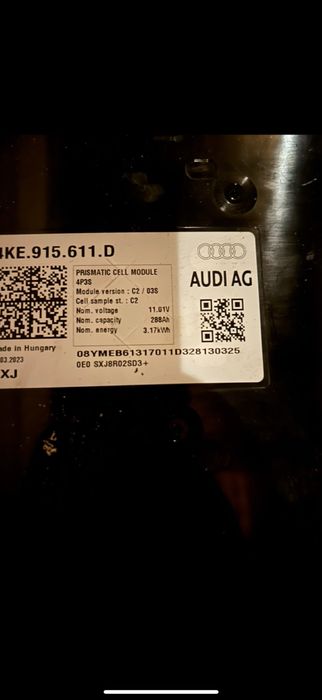 4KE.915.611.D
PRISMATIC CELL MODULE
4P3S
Module version : C2 / 03S
Cell sample st. : C2
Nom. voltage 11.01V
Nom. capacity 288Ah
Nom. energy 3.17kWh
AUDI AG
in Hungary
03.2023
08YMEB61317011D328130325
0E0 SXJ8R02SD3+
XJ